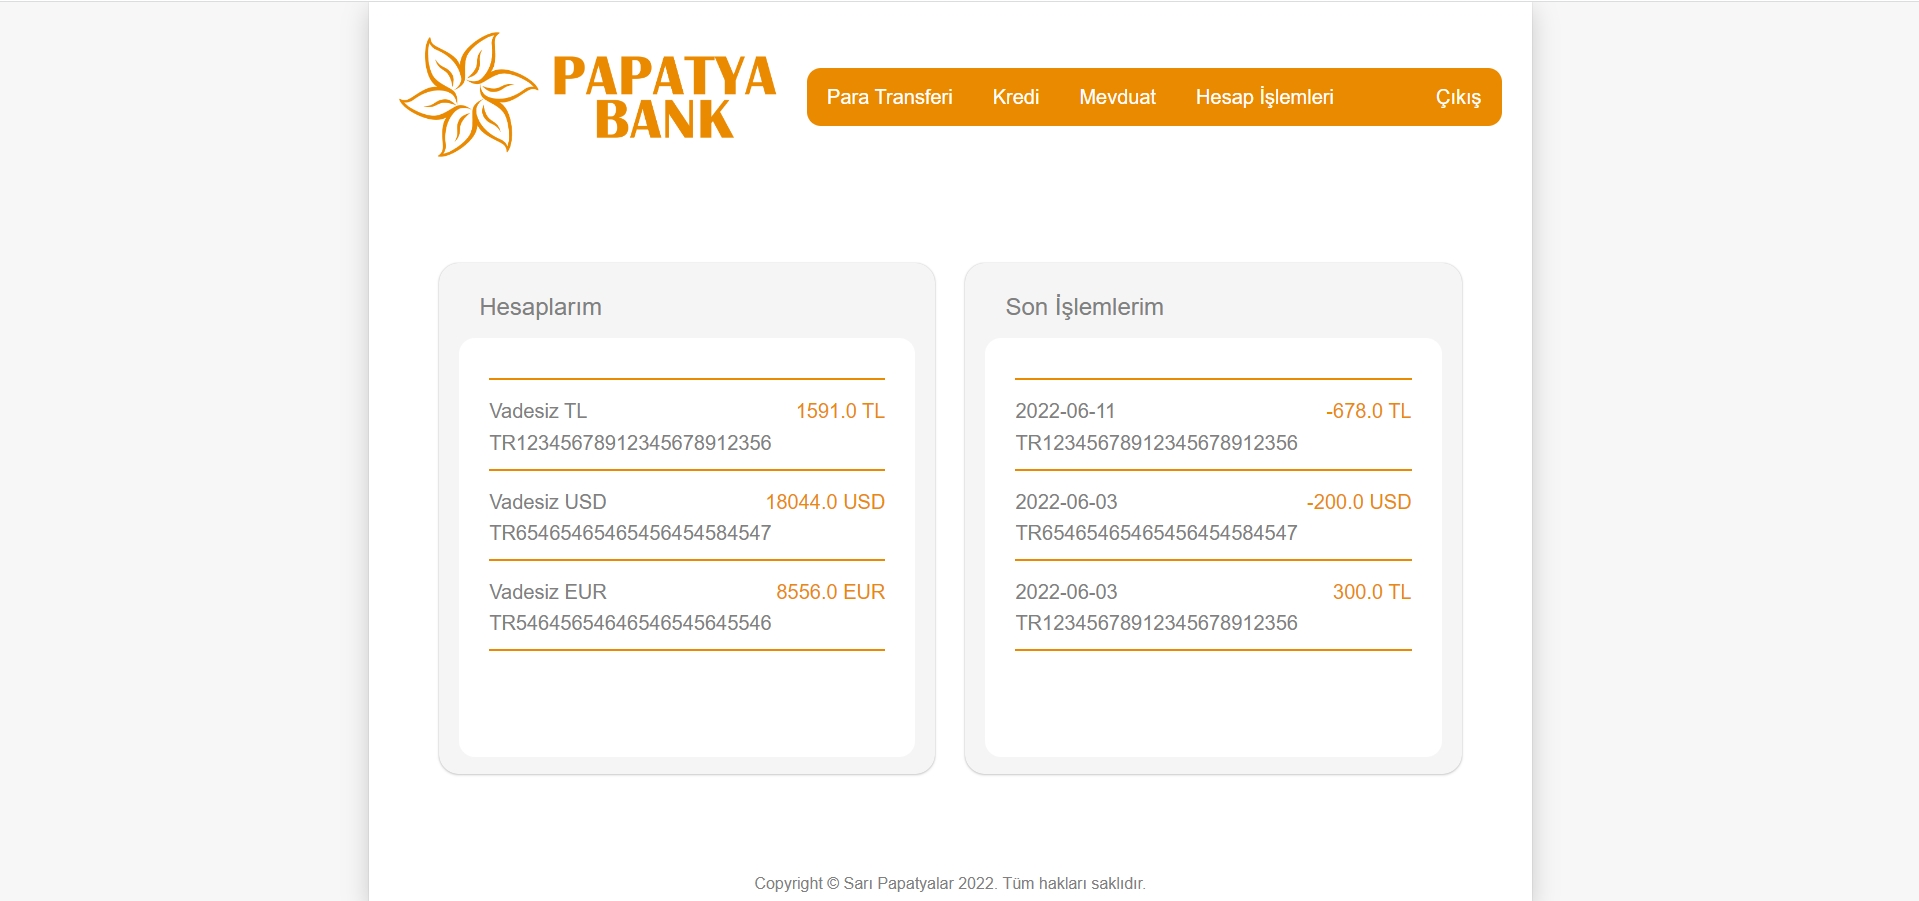 PAPATYA
BANK
Para Transferi Kredi Mevduat Hesap İşlemleri Çıkış
Hesaplarım
Vadesiz TL 1591.0 TL
TR12345678912345678912356
Vadesiz USD 18044.0 USD
TR65465465465456454584547
Vadesiz EUR 8556.0 EUR
TR54645654646546545645546
Son İşlemlerim
2022-06-11 -678.0 TL
TR12345678912345678912356
2022-06-03 -200.0 USD
TR65465465465456454584547
2022-06-03 300.0 TL
TR12345678912345678912356
Copyright © Sarı Papatyalar 2022. Tüm hakları saklıdır.